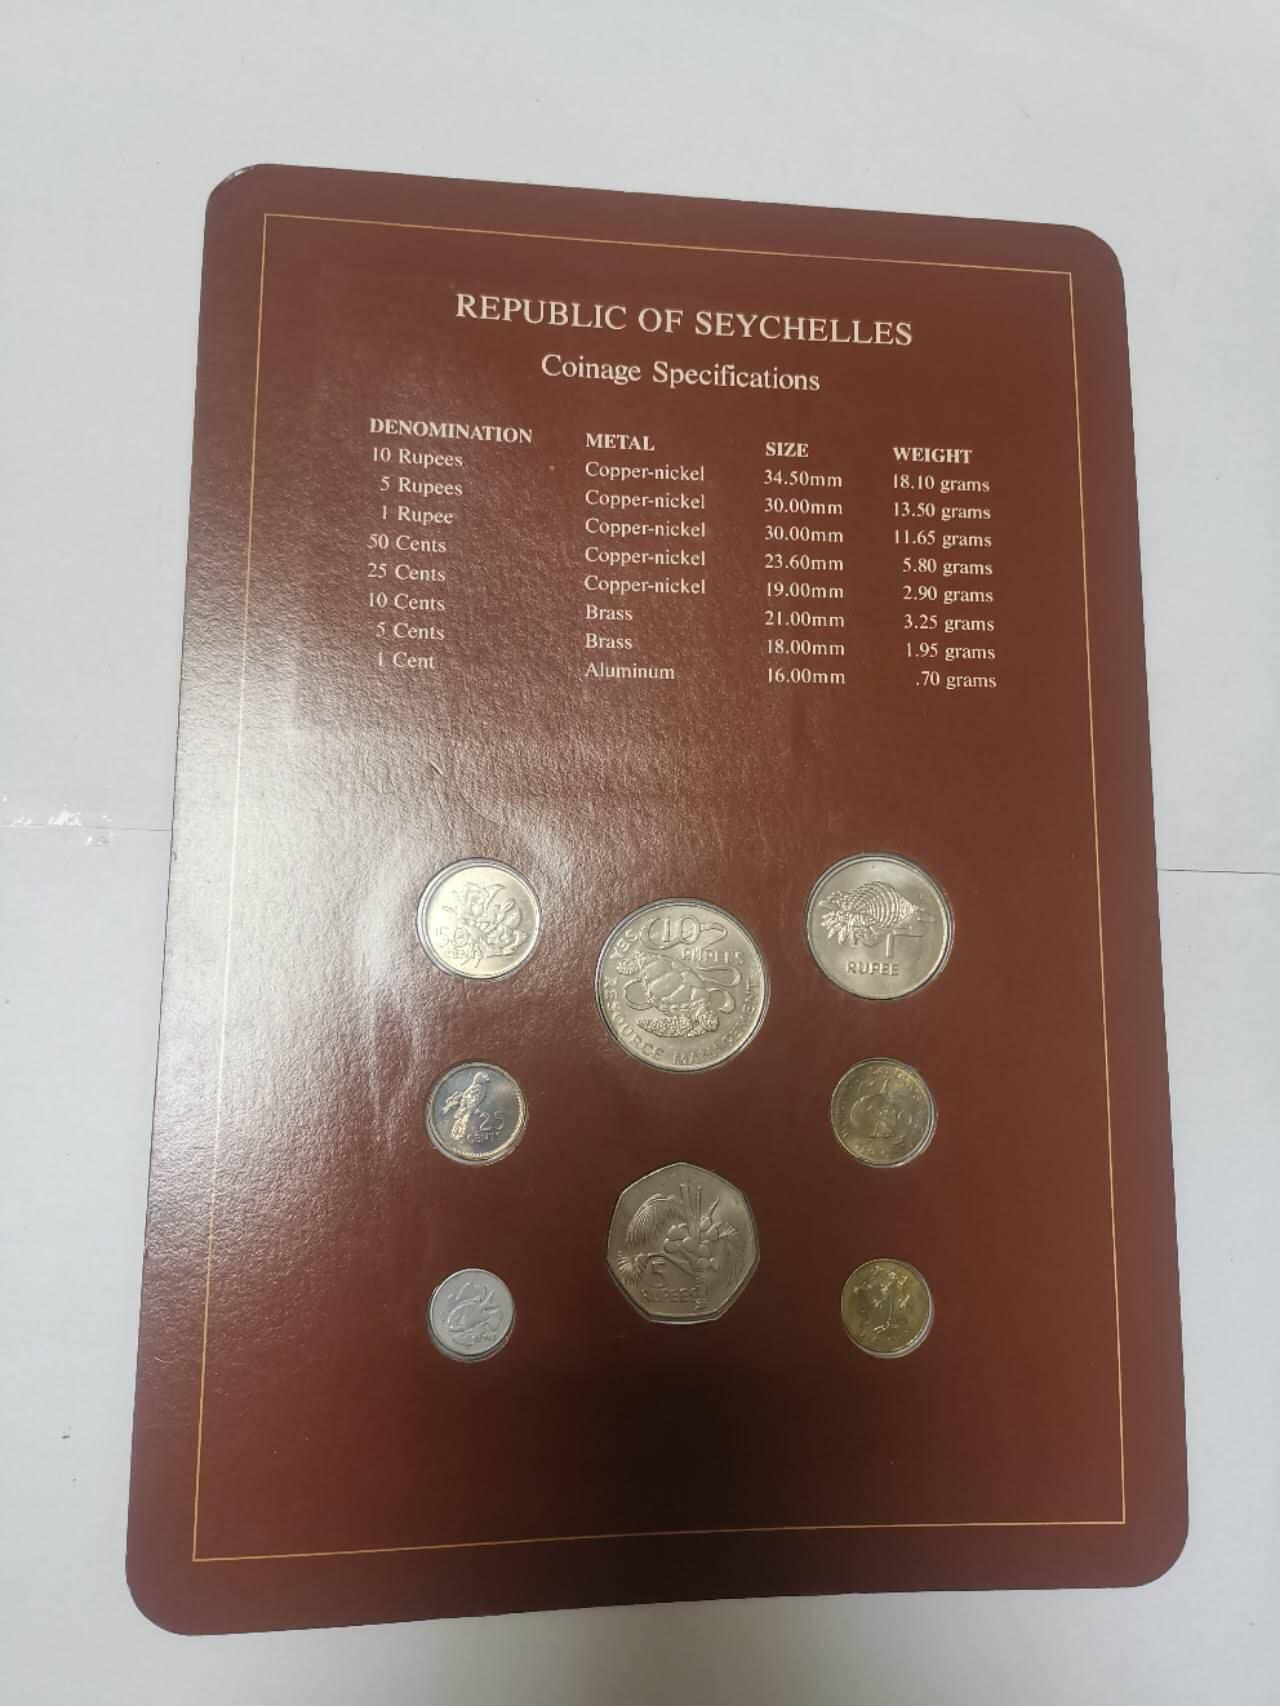 REPUBLIC OF SEYCHELLES
Coinage Specifications
DENOMINATION METAL SIZE WEIGHT
10 Rupees Copper-nickel 34.50mm 18.10 grams
5 Rupees Copper-nickel 30.00mm 13.50 grams
1 Rupee Copper-nickel 30.00mm 11.65 grams
50 Cents Copper-nickel 23.60mm 5.80 grams
25 Cents Copper-nickel 19.00mm 2.90 grams
10 Cents Brass 21.00mm 3.25 grams
5 Cents Brass 18.00mm 1.95 grams
1 Cent Aluminum 16.00mm .70 grams
50
CENTS
10
RUPEES
SEA RESOURCE MANAGEMENT
1
RUPEE
25
CENTS
5
RUPEES